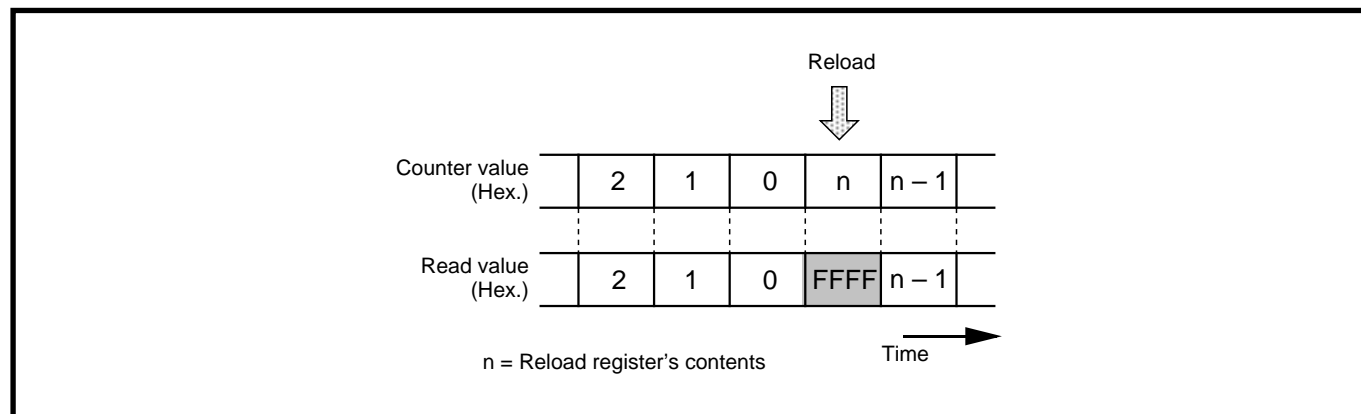 Reload
Counter value
(Hex.)
2 1 0 n n – 1
Read value
(Hex.)
2 1 0 FFFF n – 1
Time
n = Reload register's contents